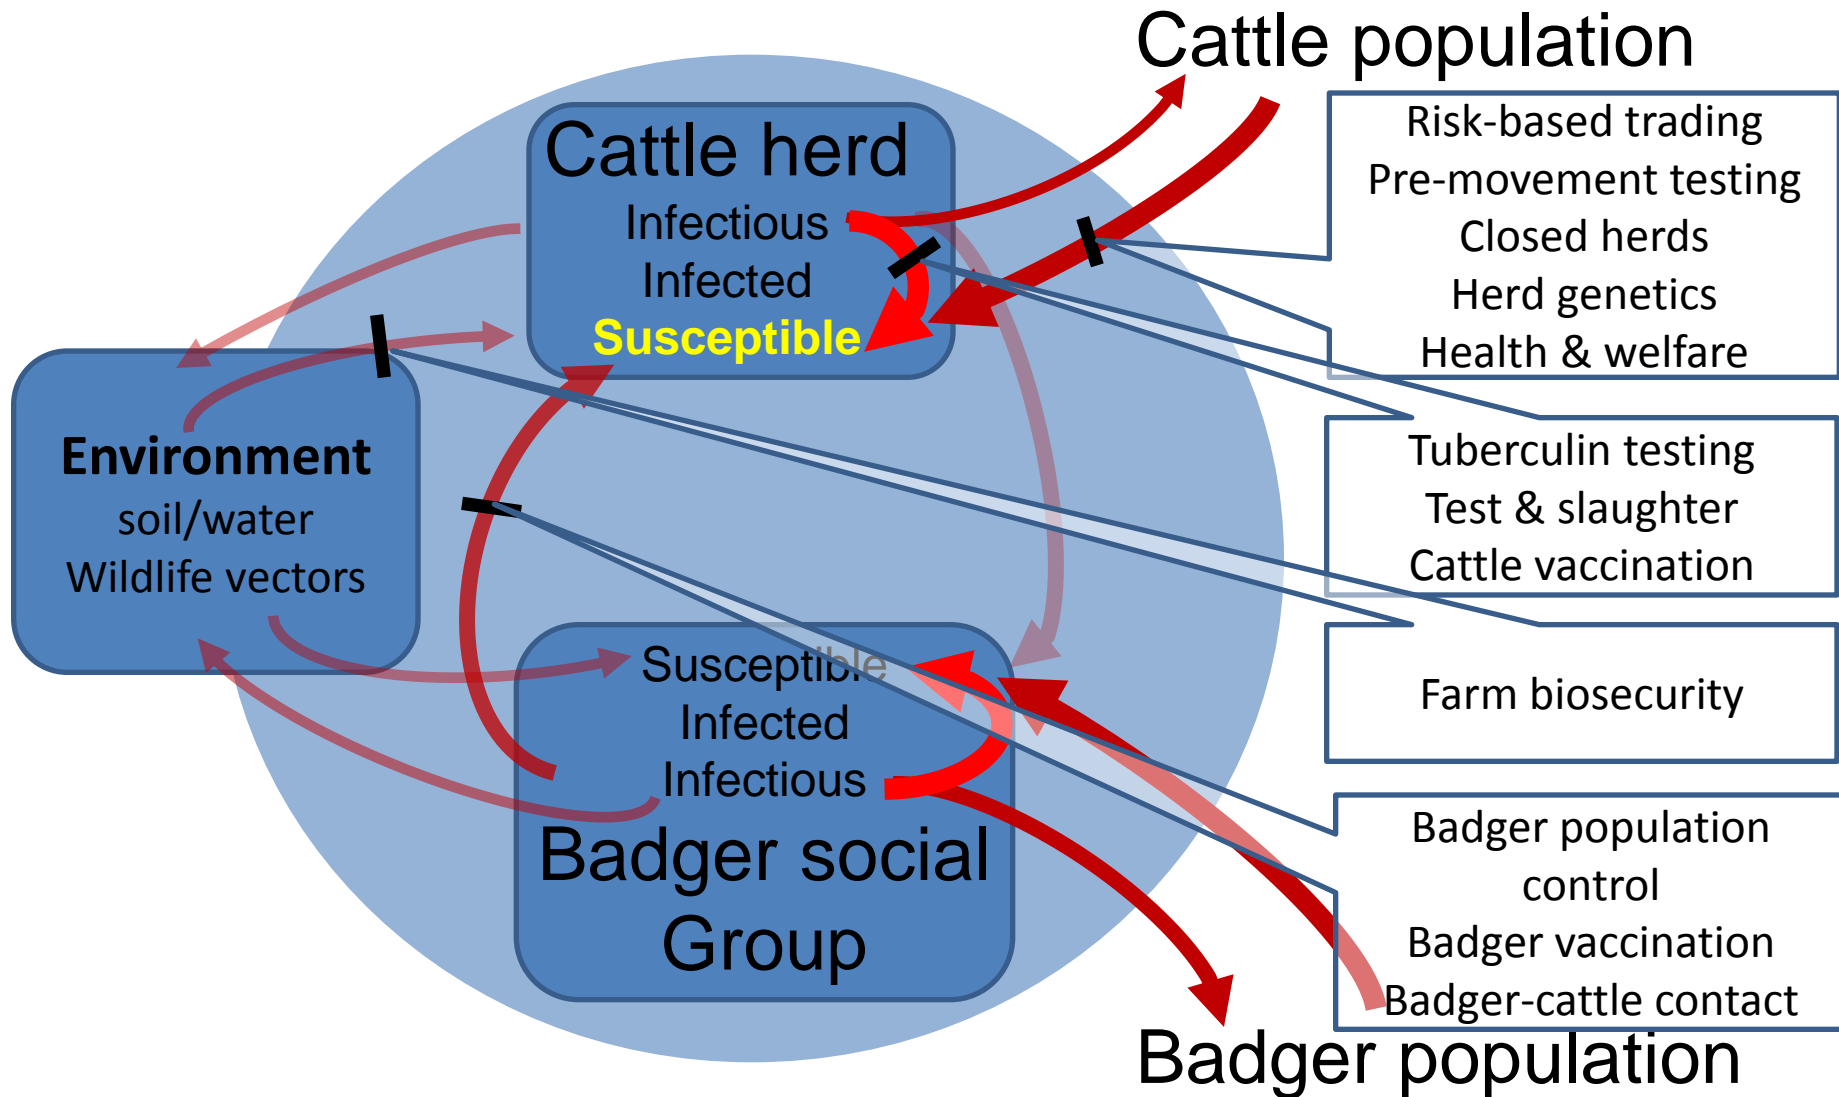 Cattle population
Cattle herd
Infectious
Infected
Susceptible
Risk-based trading
Pre-movement testing
Closed herds
Herd genetics
Health & welfare
Environment
soil/water
Wildlife vectors
Tuberculin testing
Test & slaughter
Cattle vaccination
Farm biosecurity
Susceptible
Infected
Infectious
Badger social
Group
Badger population
control
Badger vaccination
Badger-cattle contact
Badger population